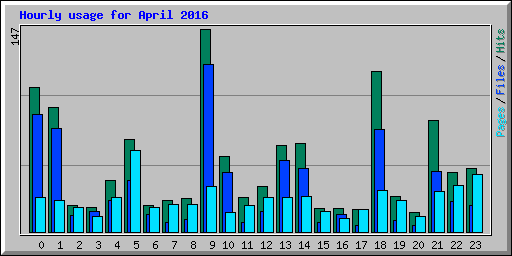 Hourly usage for April 2016
147
Pages / Files / Hits
0 1 2 3 4 5 6 7 8 9 10 11 12 13 14 15 16 17 18 19 20 21 22 23